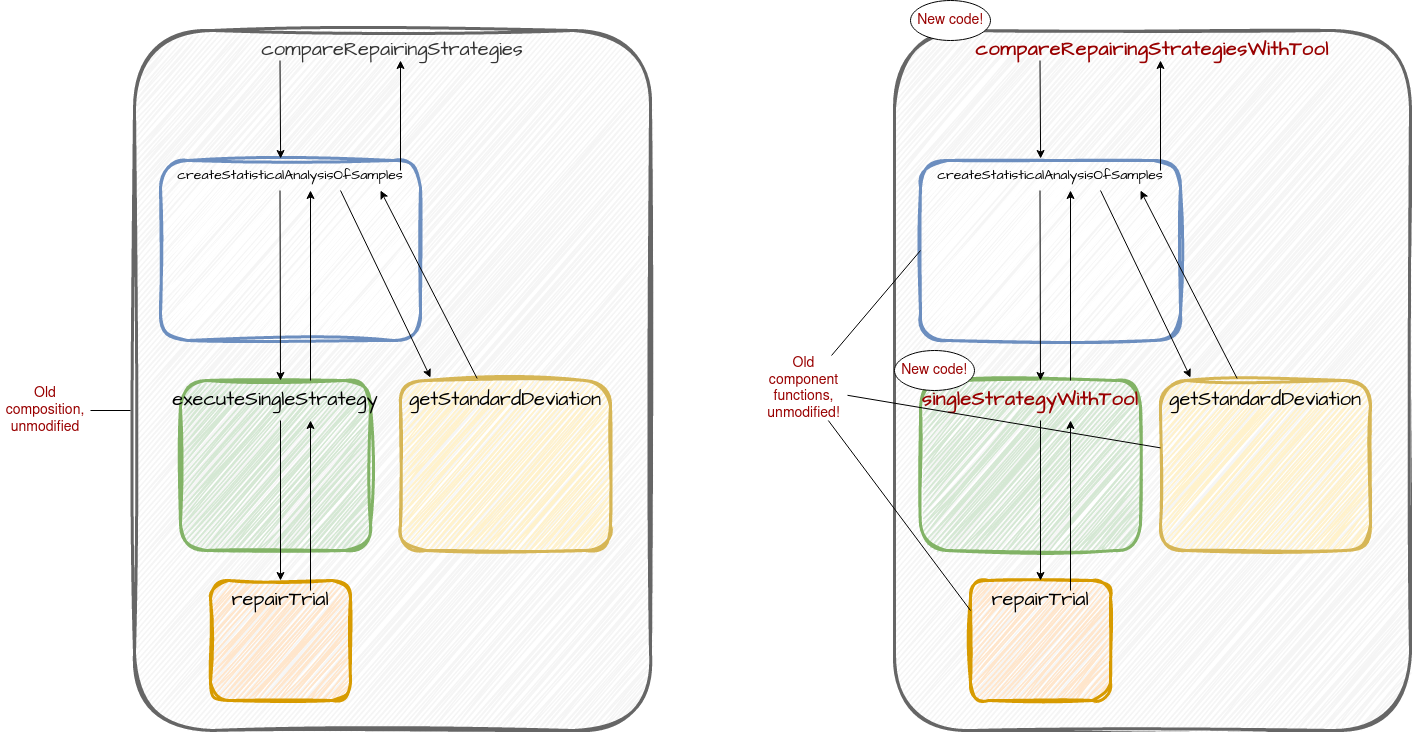 compareRepairingStrategies
createStatisticalAnalysisOfSamples
Old
composition,
unmodified
executeSingleStrategy
getStandardDeviation
repairTrial
New code!
compareRepairingStrategiesWithTool
createStatisticalAnalysisOfSamples
Old
component
functions,
unmodified!
New code!
singleStrategyWithTool
getStandardDeviation
repairTrial